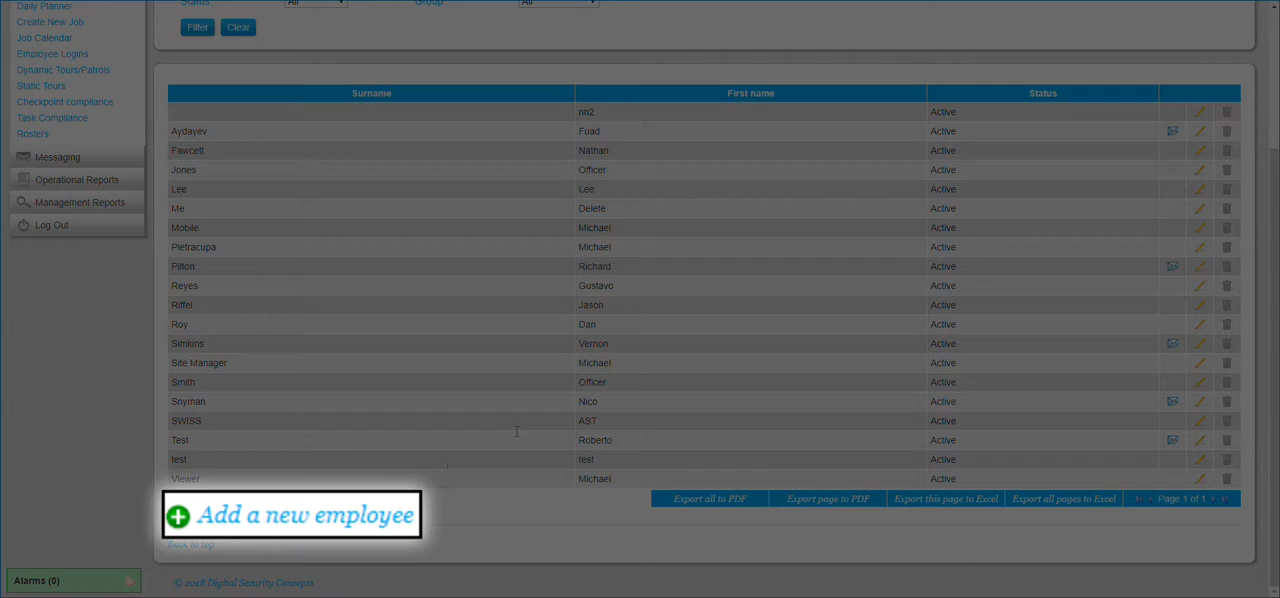 Daily Planner
Create New Job
Job Calendar
Employee Logins
Dynamic Tours/Patrols
Static Tours
Checkpoint compliance
Task Compliance
Rosters
Messaging
Operational Reports
Management Reports
Log Out
Alarms (0)
Status: All Group: All
Filter Clear
Surname First name Status
nn2 Active
Aydayev Fuad Active
Fawcett Nathan Active
Jones Officer Active
Lee Lee Active
Me Delete Active
Mobile Michael Active
Pietracupa Michael Active
Pilton Richard Active
Reyes Gustavo Active
Riffel Jason Active
Roy Dan Active
Simkins Vernon Active
Site Manager Michael Active
Smith Officer Active
Snyman Nico Active
SWISS AST Active
Test Roberto Active
test test Active
Viewer Michael Active
Export all to PDF Export page to PDF Export this page to Excel Export all pages to Excel Page 1 of 1
Add a new employee
Back to top
© 2018 Digital Security Concepts